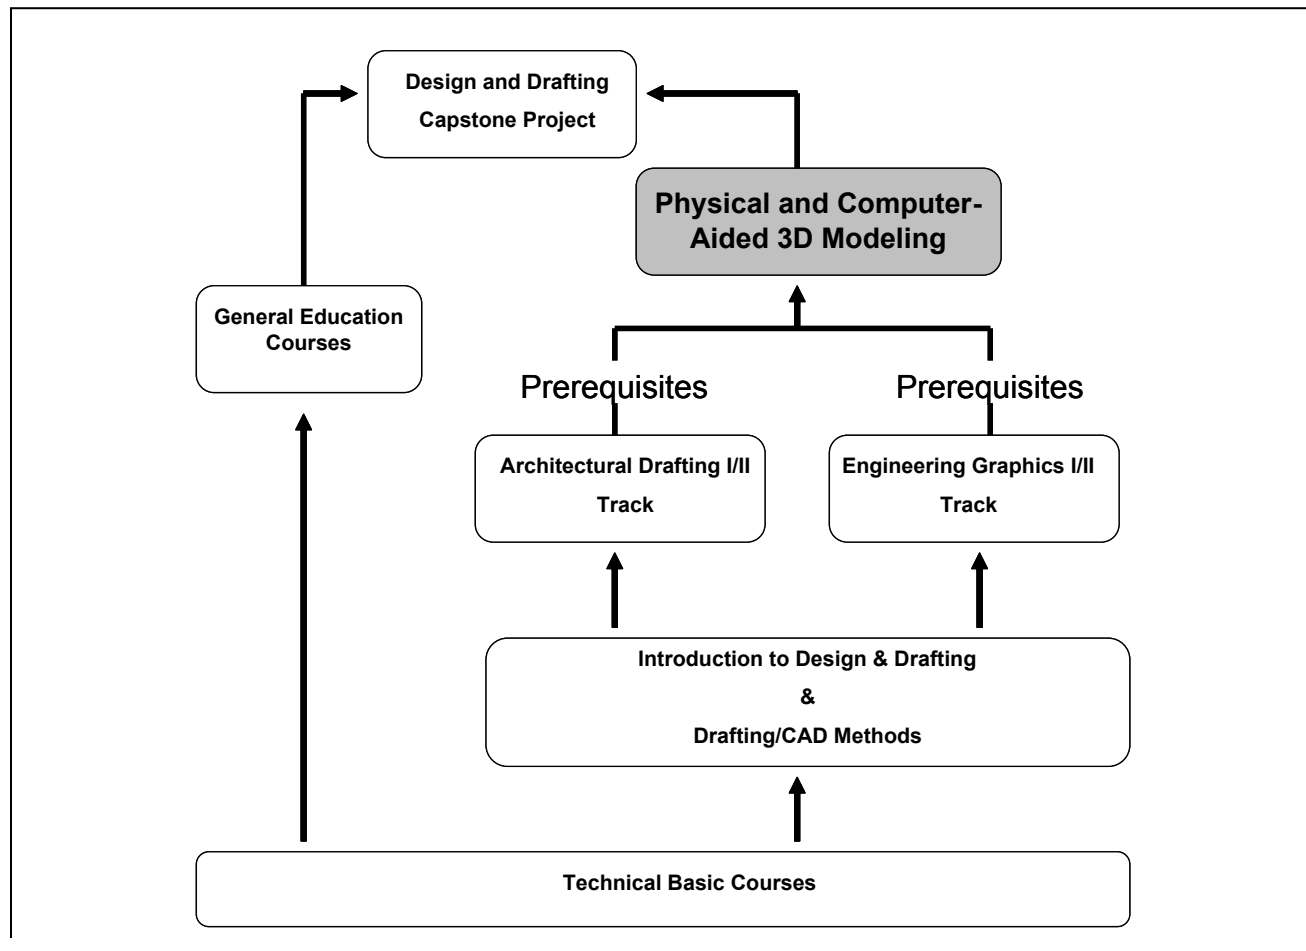 Design and Drafting
Capstone Project
Physical and Computer-
Aided 3D Modeling
General Education
Courses
Prerequisites
Prerequisites
Architectural Drafting I/II
Track
Engineering Graphics I/II
Track
Introduction to Design & Drafting
&
Drafting/CAD Methods
Technical Basic Courses